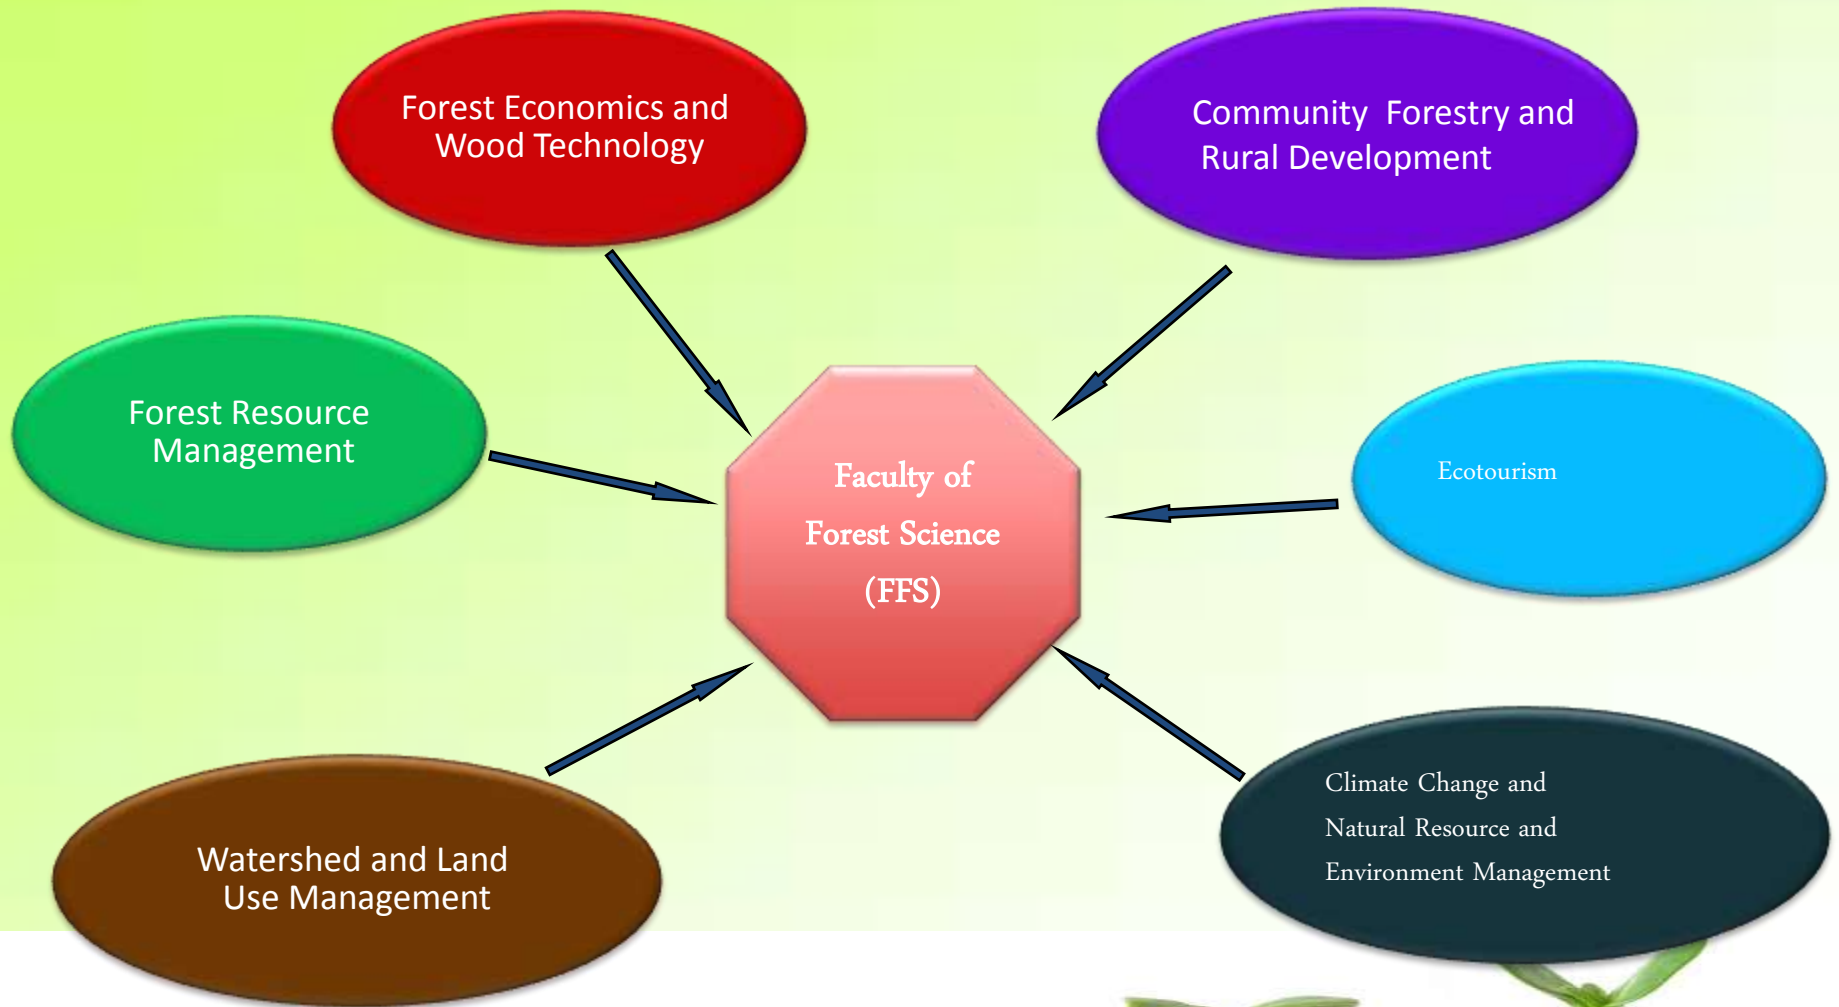 Forest Economics and
Wood Technology
Community Forestry and
Rural Development
Forest Resource
Management
Faculty of
Forest Science
(FFS)
Ecotourism
Watershed and Land
Use Management
Climate Change and
Natural Resource and
Environment Management